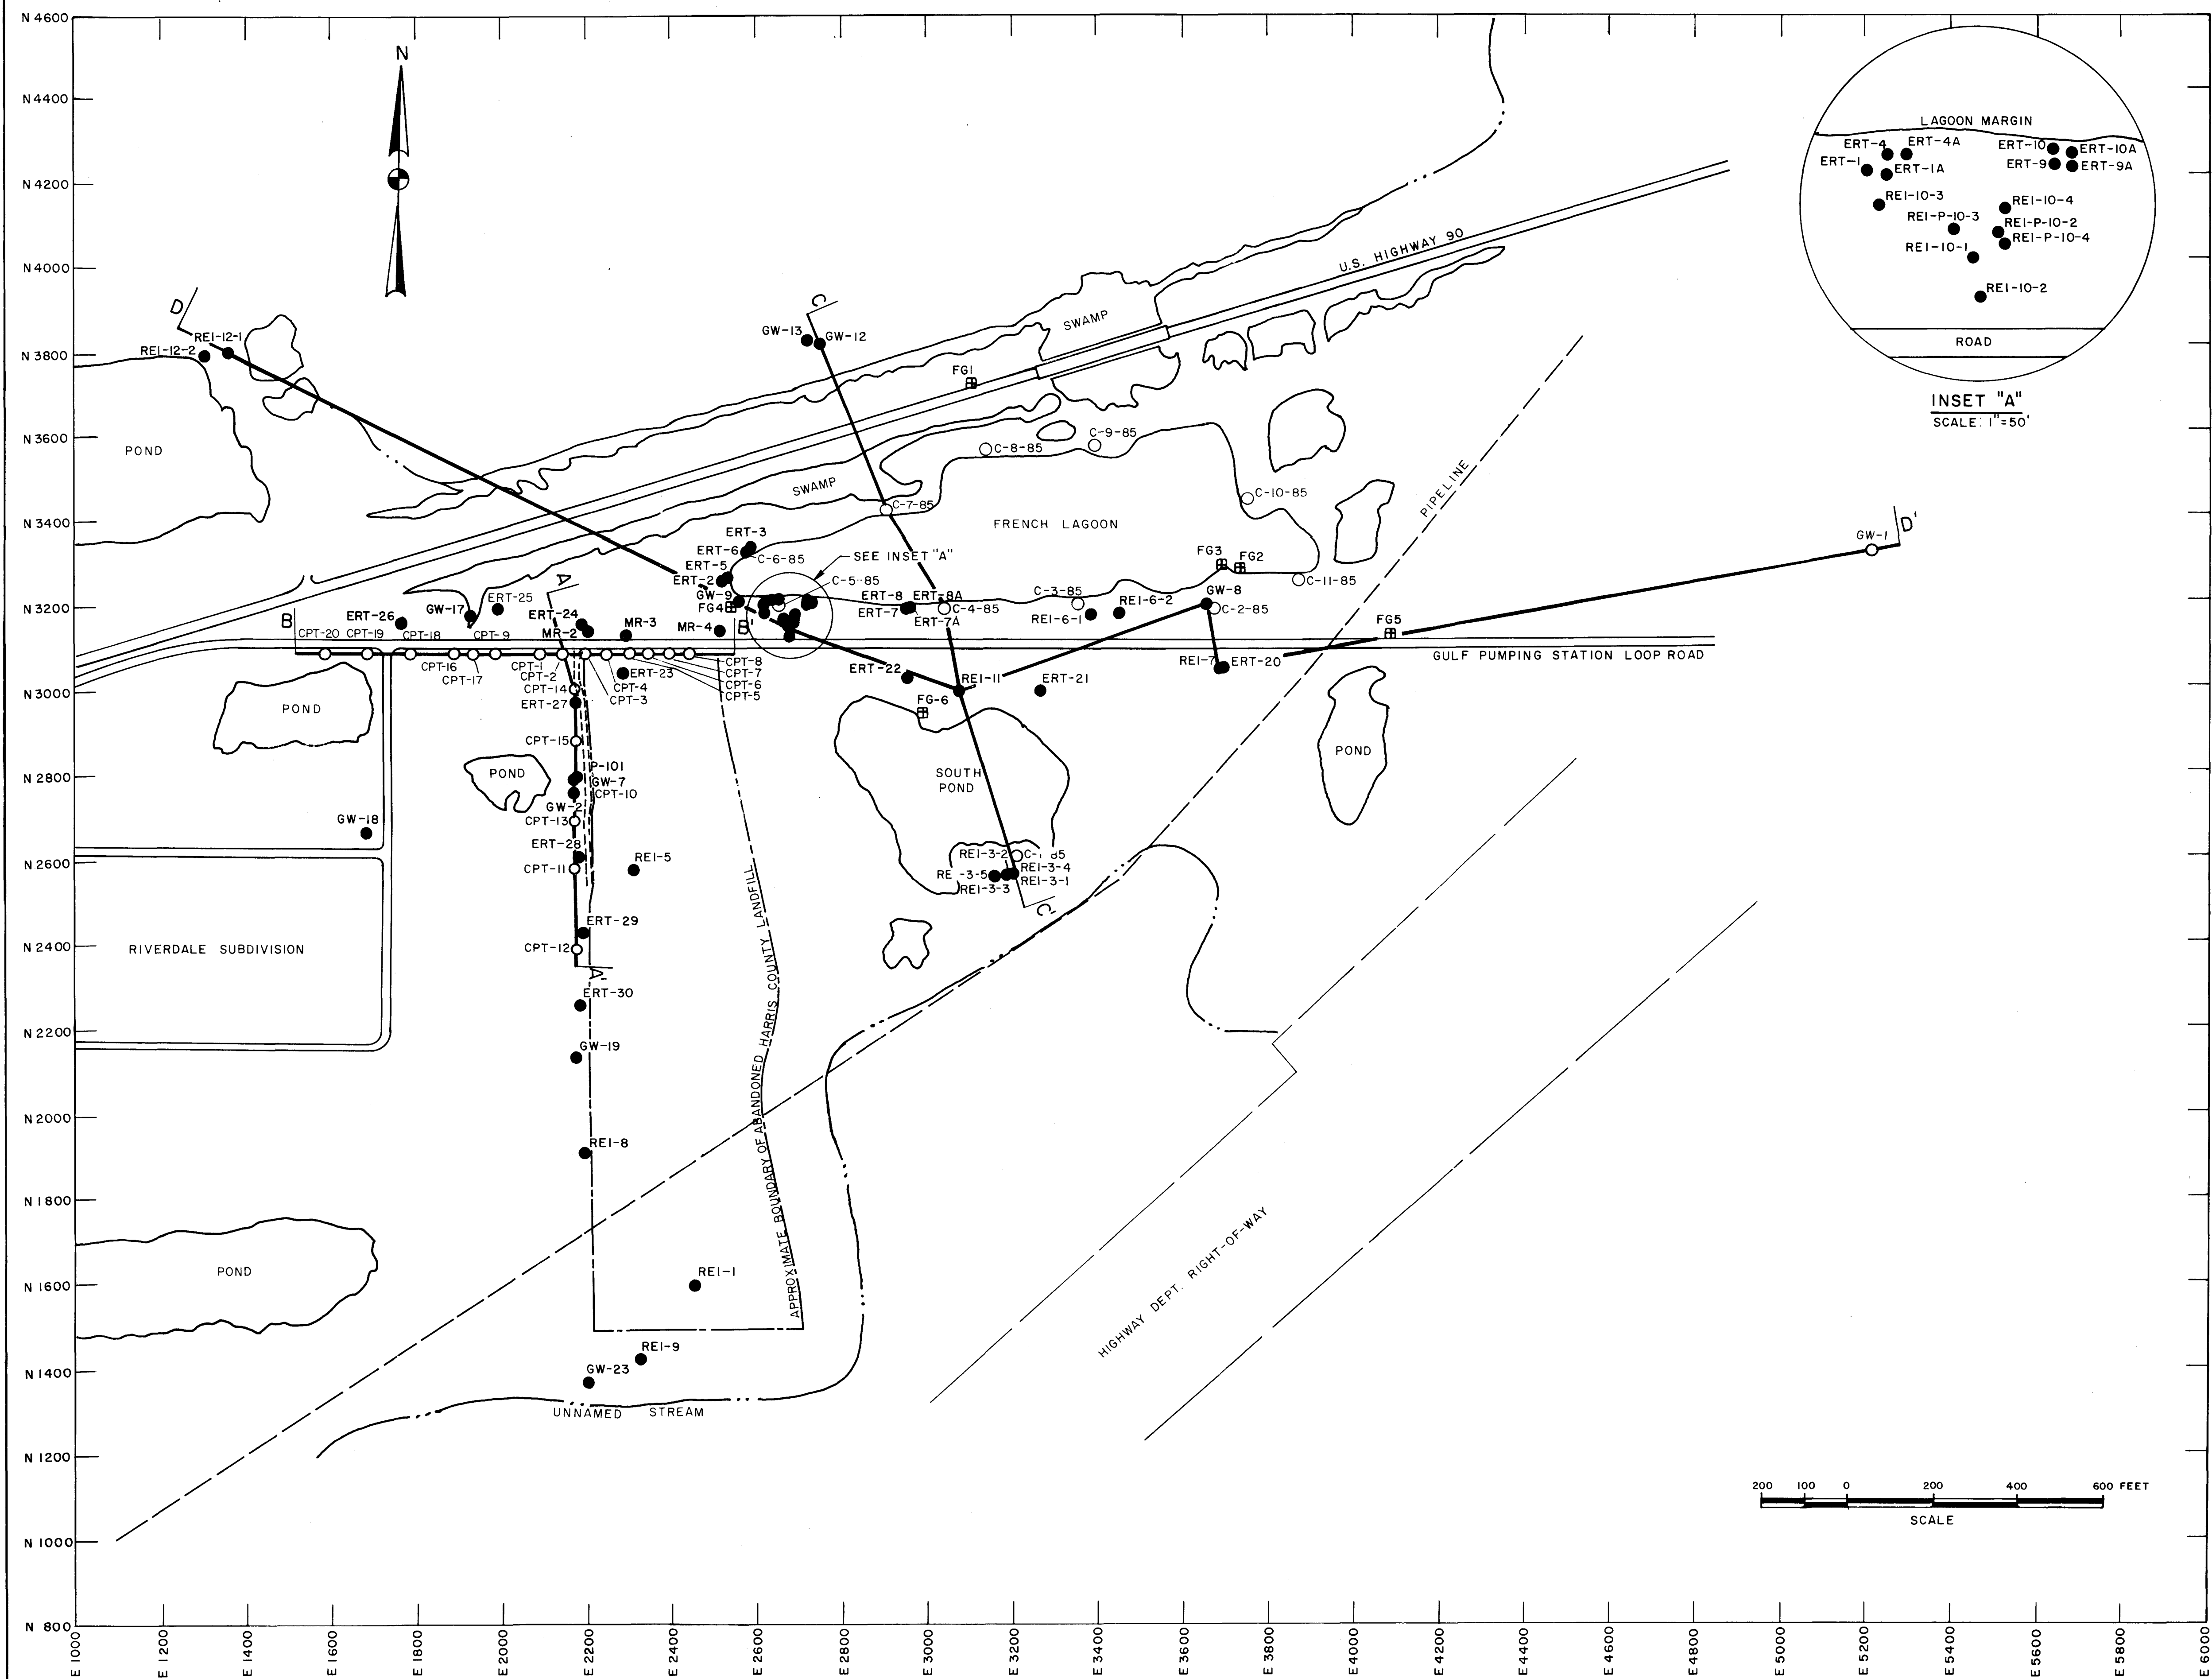 N 4600
N
N 4400
LAGOON MARGIN
ERT-4
ERT-4A
ERT-10
ERT-10A
ERT-1
ERT-1A
ERT-9
ERT-9A
N 4200
REI-10-3
REI-10-4
REI-P-10-3
REI-P-10-2
REI-P-10-4
REI-10-1
U.S. HIGHWAY 90
N 4000
REI-10-2
D
C
SWAMP
GW-13
GW-12
REI-12-1
REI-12-2
N 3800
ROAD
FG1
INSET "A"
SCALE: 1"=50'
N 3600
POND
C-9-85
C-8-85
PIPELINE
SWAMP
C-10-85
C-7-85
N 3400
FRENCH LAGOON
D'
ERT-3
GW-1
ERT-6
C-6-85
SEE INSET "A"
FG3
FG2
ERT-5
ERT-2
C-5-85
C-11-85
A
GW-9
ERT-8
ERT-8A
C-3-85
REI-6-2
GW-8
N 3200
ERT-25
GW-17
FG4
ERT-7
C-4-85
C-2-85
ERT-26
ERT-24
ERT-7A
REI-6-1
FG5
B
MR-3
MR-4
B'
CPT-20
CPT-19
CPT-18
CPT-9
MR-2
GULF PUMPING STATION LOOP ROAD
CPT-16
CPT-1
CPT-8
CPT-17
CPT-2
ERT-23
CPT-7
ERT-22
REI-7
ERT-20
CPT-14
CPT-4
CPT-6
REI-11
ERT-21
N 3000
CPT-3
CPT-5
ERT-27
FG-6
POND
CPT-15
POND
POND
P-101
SOUTH
POND
N 2800
GW-7
CPT-10
GW-2
CPT-13
GW-18
ERT-28
REI-5
REI-3-2
N 2600
CPT-11
REI-3-4
REI-3-1
REI-3-3
C'
ERT-29
RIVERDALE SUBDIVISION
CPT-12
N 2400
A'
ERT-30
APPROXIMATE BOUNDARY OF ABANDONED HARRIS COUNTY LANDFILL
N 2200
GW-19
N 2000
REI-8
N 1800
HIGHWAY DEPT. RIGHT-OF-WAY
POND
REI-1
N 1600
REI-9
GW-23
N 1400
UNNAMED STREAM
N 1200
200 100 0 200 400 600 FEET
SCALE
N 1000
N 800
E 1000
E 1200
E 1400
E 1600
E 1800
E 2000
E 2200
E 2400
E 2600
E 2800
E 3000
E 3200
E 3400
E 3600
E 3800
E 4000
E 4200
E 4400
E 4600
E 4800
E 5000
E 5200
E 5400
E 5600
E 5800